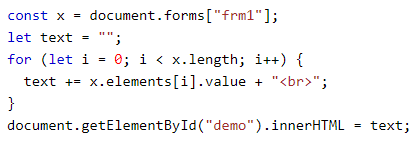 const x = document.forms["frm1"];
let text = "";
for (let i = 0; i < x.length; i++) {
  text += x.elements[i].value + "<br>";
}
document.getElementById("demo").innerHTML = text;